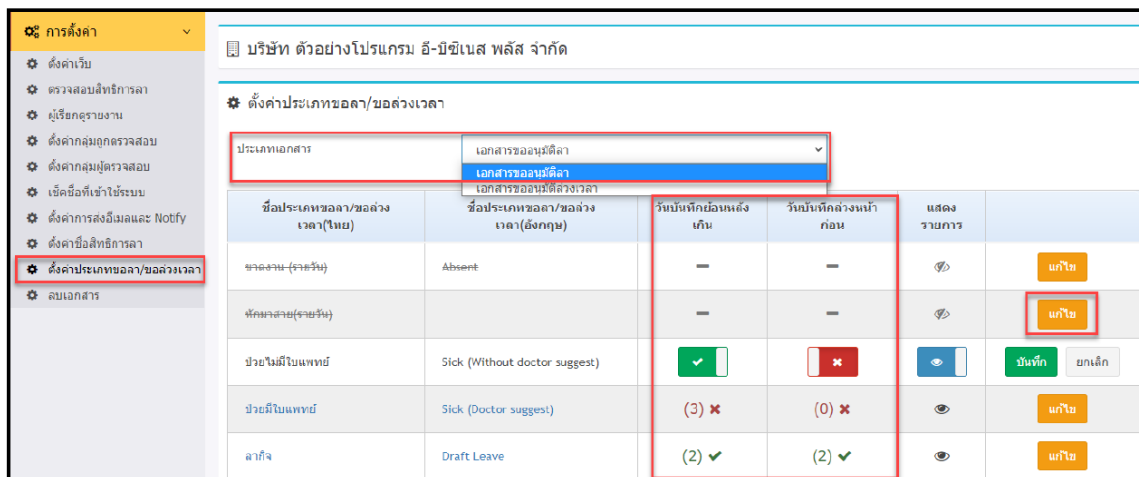 การตั้งค่า
ตั้งค่าเว็บ
ตรวจสอบสิทธิการลา
ผู้เรียกดูรายงาน
ตั้งค่ากลุ่มถูกตรวจสอบ
ตั้งค่ากลุ่มผู้ตรวจสอบ
เช็คชื่อที่เข้าใช้ระบบ
ตั้งค่าการส่งอีเมลและ Notify
ตั้งค่าชื่อสิทธิการลา
ตั้งค่าประเภทขอลา/ขอล่วงเวลา
ลบเอกสาร
บริษัท ตัวอย่างโปรแกรม อี-บิซิเนส พลัส จำกัด
ตั้งค่าประเภทขอลา/ขอล่วงเวลา
ประเภทเอกสาร เอกสารขออนุมัติลา
เอกสารขออนุมัติลา
เอกสารขออนุมัติล่วงเวลา
ชื่อประเภทขอลา/ขอล่วง ชื่อประเภทขอลา/ขอล่วง วันบันทึกย้อนหลัง วันบันทึกล่วงหน้า แสดง
เวลา(ไทย) เวลา(อังกฤษ) เกิน ก่อน รายการ
ขาดงาน (รายวัน) Absent แก้ไข
หักมาสาย(รายวัน) แก้ไข
ป่วยไม่มีใบแพทย์ Sick (Without doctor suggest) บันทึก ยกเลิก
ป่วยมีใบแพทย์ Sick (Doctor suggest) (3) (0) แก้ไข
ลากิจ Draft Leave (2) (2) แก้ไข